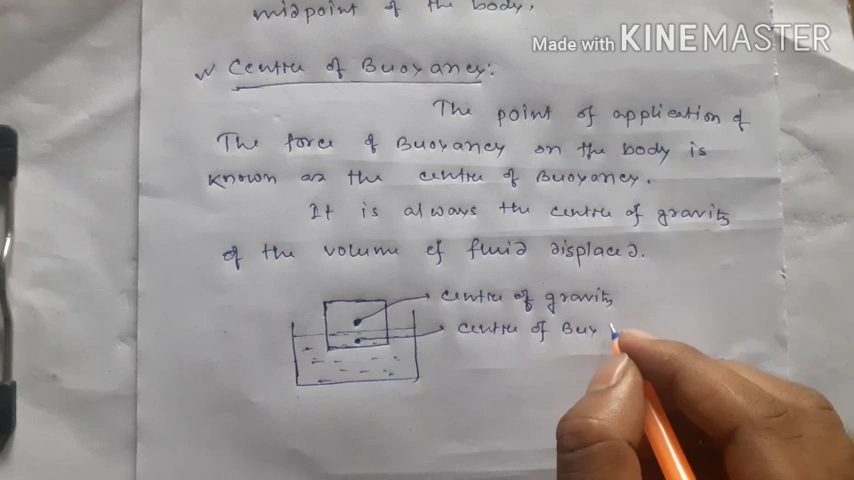 midpoint of the body.
Made with KINEMASTER
Centre of Buoyancy:
The point of application of
The force of Buoyancy on the body is
known as the centre of Buoyancy.
It is always the centre of gravity
of the volume of fluid displaced.
centre of gravity
centre of Buy